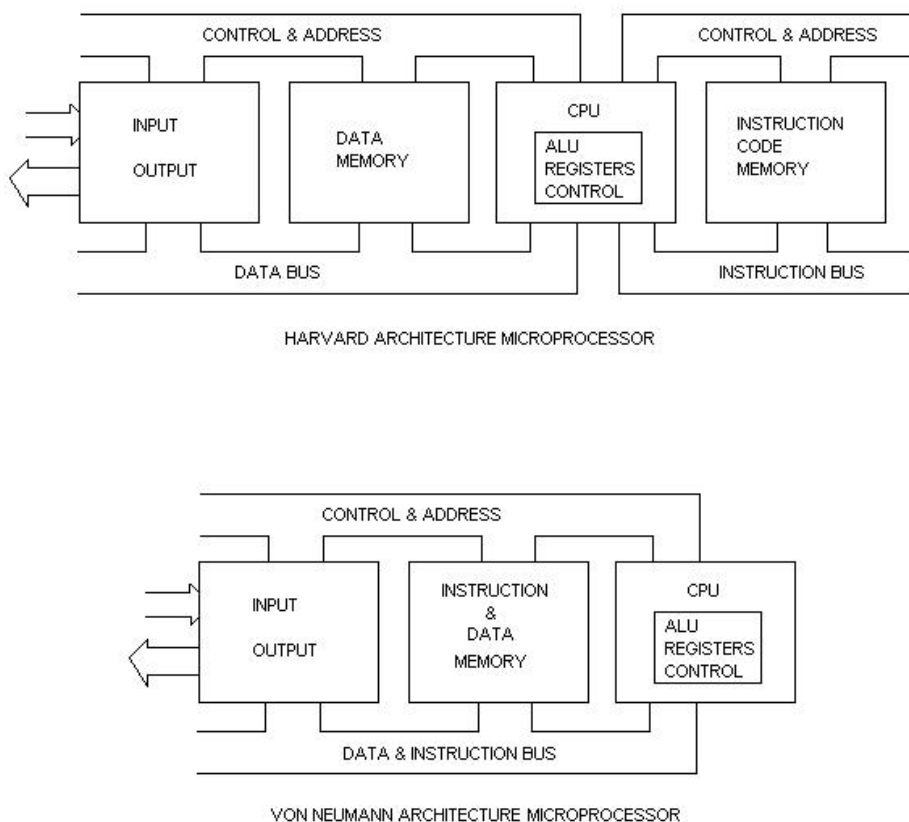 CONTROL & ADDRESS
CONTROL & ADDRESS
INPUT
OUTPUT
DATA
MEMORY
CPU
ALU
REGISTERS
CONTROL
INSTRUCTION
CODE
MEMORY
DATA BUS
INSTRUCTION BUS
HARVARD ARCHITECTURE MICROPROCESSOR
CONTROL & ADDRESS
INPUT
OUTPUT
INSTRUCTION
&
DATA
MEMORY
CPU
ALU
REGISTERS
CONTROL
DATA & INSTRUCTION BUS
VON NEUMANN ARCHITECTURE MICROPROCESSOR